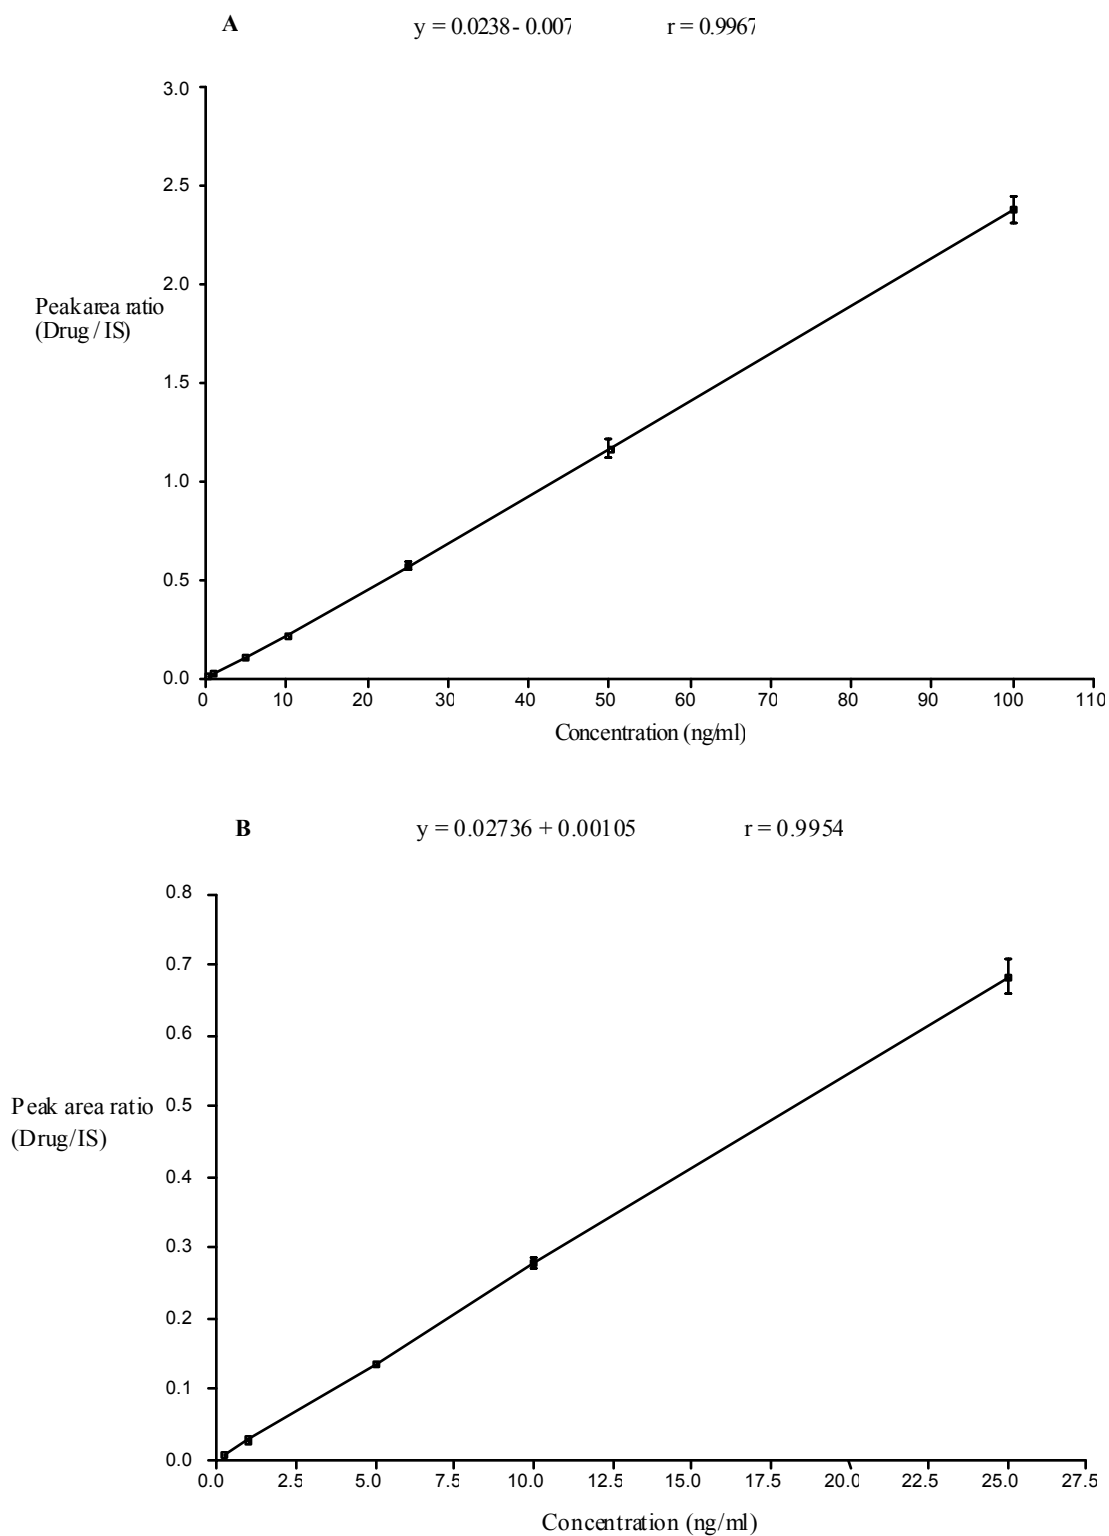 A y = 0.0238 - 0.007 r = 0.9967
3.0
2.5
2.0
Peak area ratio
(Drug / IS)
1.5
1.0
0.5
0.0
0 10 20 30 40 50 60 70 80 90 100 110
Concentration (ng/ml)
B y = 0.02736 + 0.00105 r = 0.9954
0.8
0.7
0.6
0.5
Peak area ratio
(Drug/IS)
0.4
0.3
0.2
0.1
0.0
0.0 2.5 5.0 7.5 10.0 12.5 15.0 17.5 20.0 22.5 25.0 27.5
Concentration (ng/ml)